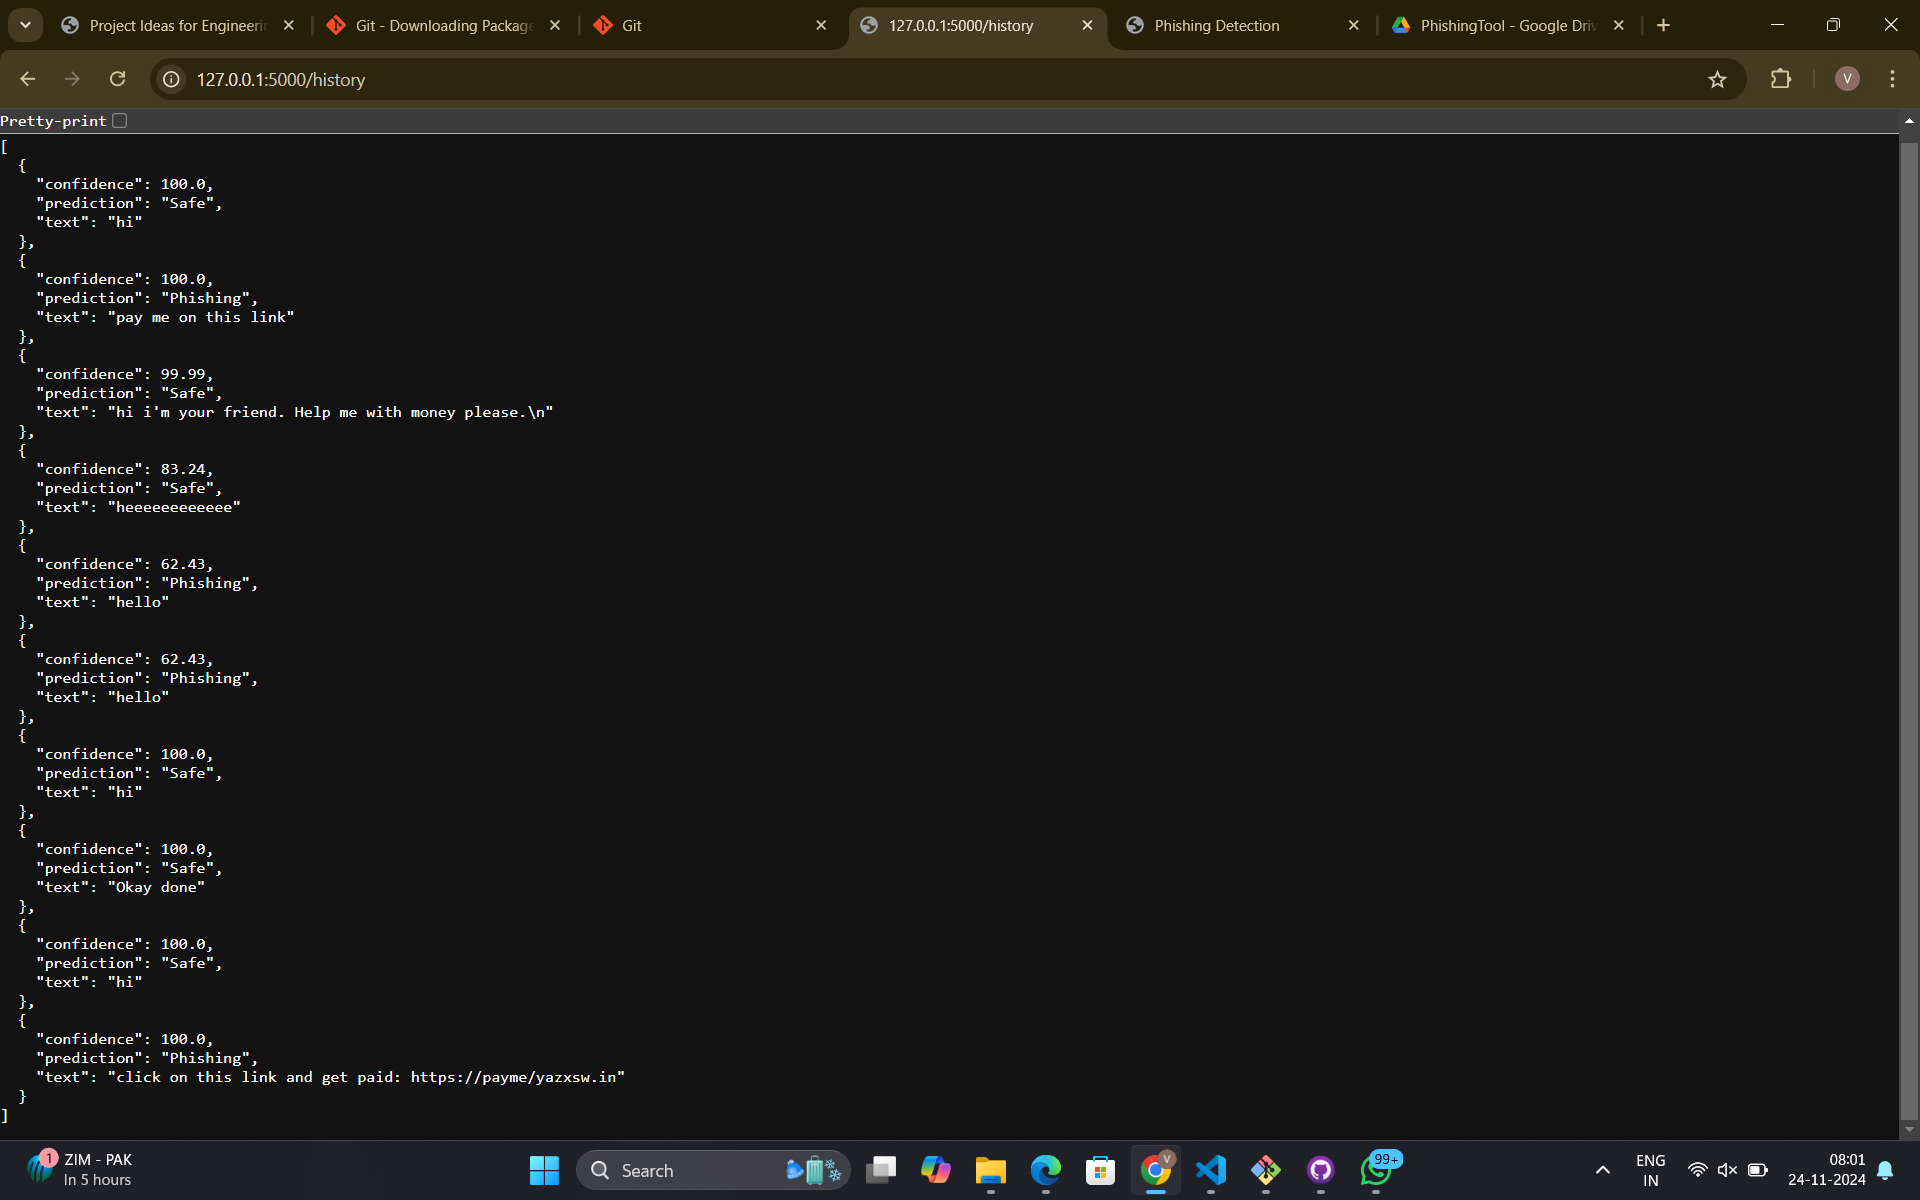 Project Ideas for Engineeri
Git - Downloading Package
Git
127.0.0.1:5000/history
Phishing Detection
PhishingTool - Google Driv
127.0.0.1:5000/history
V
Pretty-print
[
  {
    "confidence": 100.0,
    "prediction": "Safe",
    "text": "hi"
  },
  {
    "confidence": 100.0,
    "prediction": "Phishing",
    "text": "pay me on this link"
  },
  {
    "confidence": 99.99,
    "prediction": "Safe",
    "text": "hi i'm your friend. Help me with money please.\n"
  },
  {
    "confidence": 83.24,
    "prediction": "Safe",
    "text": "heeeeeeeeeeee"
  },
  {
    "confidence": 62.43,
    "prediction": "Phishing",
    "text": "hello"
  },
  {
    "confidence": 62.43,
    "prediction": "Phishing",
    "text": "hello"
  },
  {
    "confidence": 100.0,
    "prediction": "Safe",
    "text": "hi"
  },
  {
    "confidence": 100.0,
    "prediction": "Safe",
    "text": "Okay done"
  },
  {
    "confidence": 100.0,
    "prediction": "Safe",
    "text": "hi"
  },
  {
    "confidence": 100.0,
    "prediction": "Phishing",
    "text": "click on this link and get paid: https://payme/yazxsw.in"
  }
]
1
ZIM - PAK
In 5 hours
Search
V
99+
ENG
IN
08:01
24-11-2024